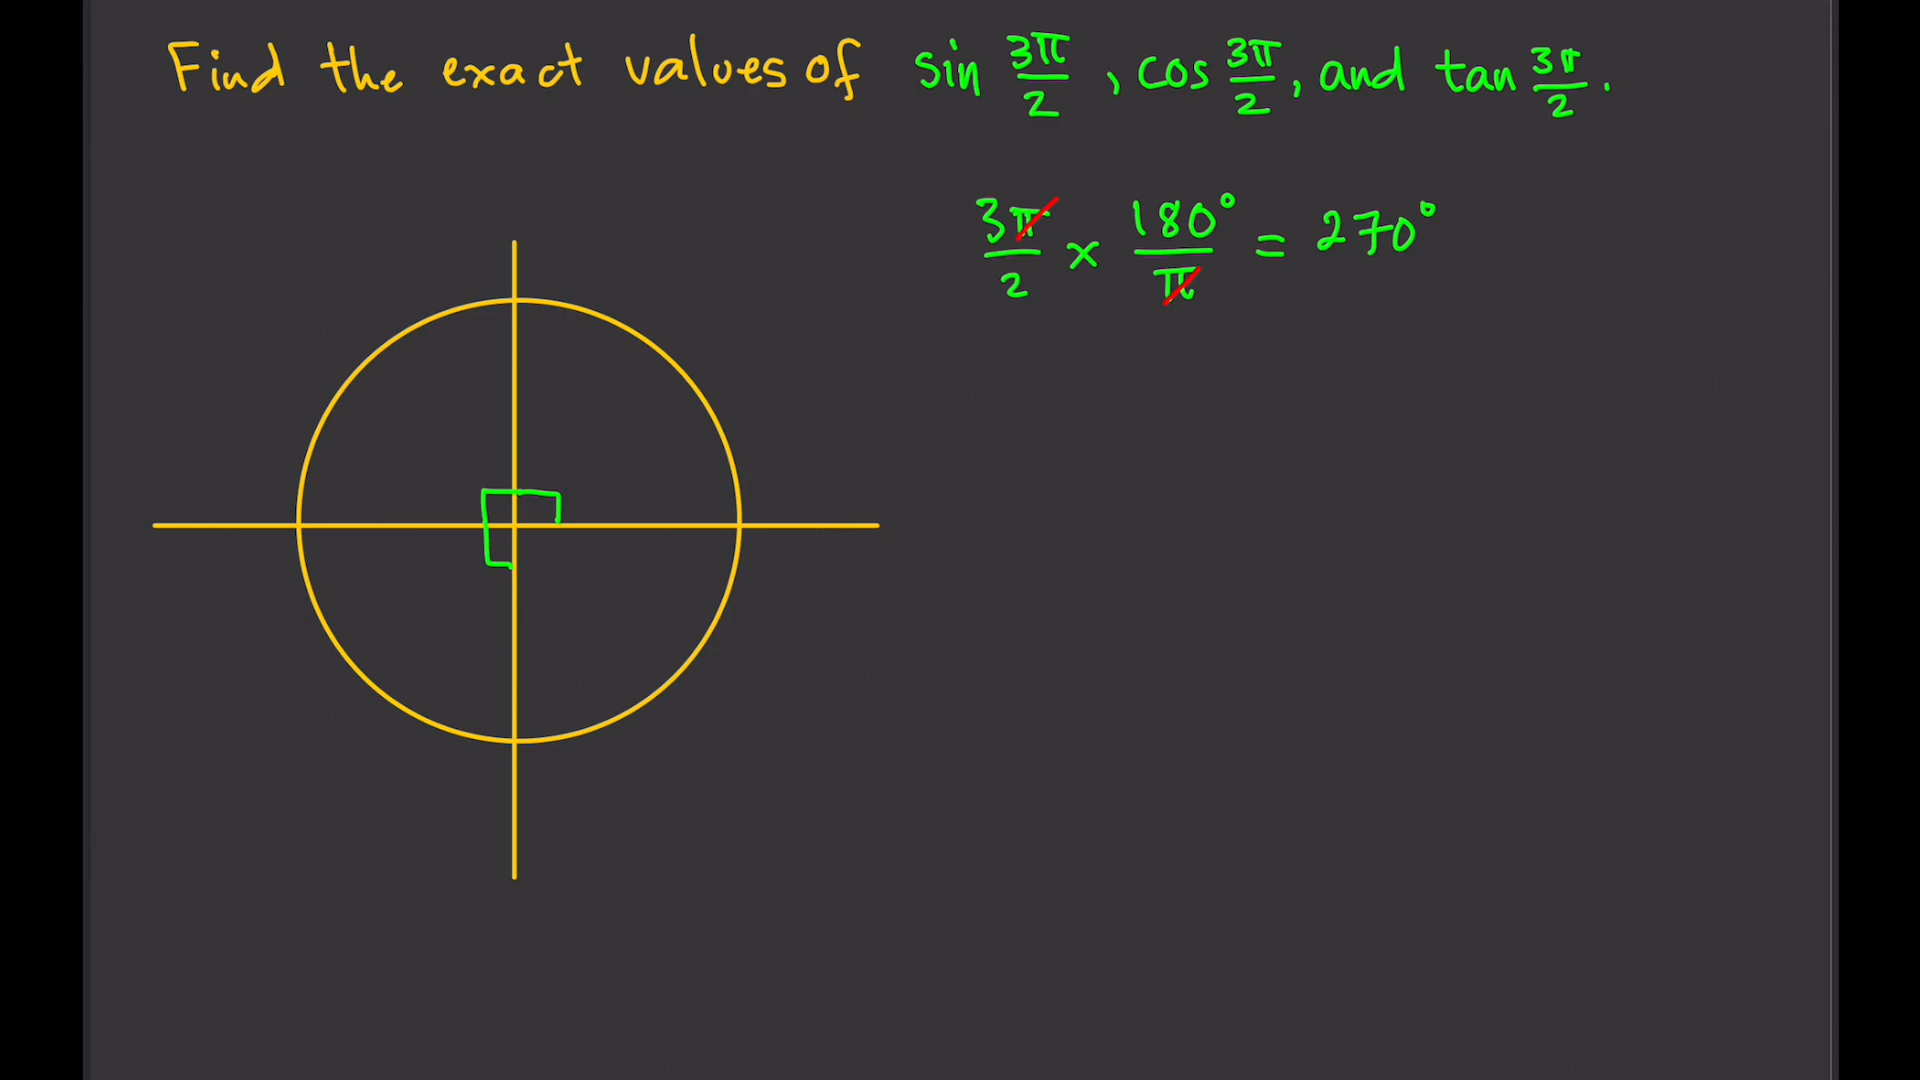 Find the exact values of sin 3π/2, cos 3π/2, and tan 3π/2.
3π/2 × 180°/π = 270°